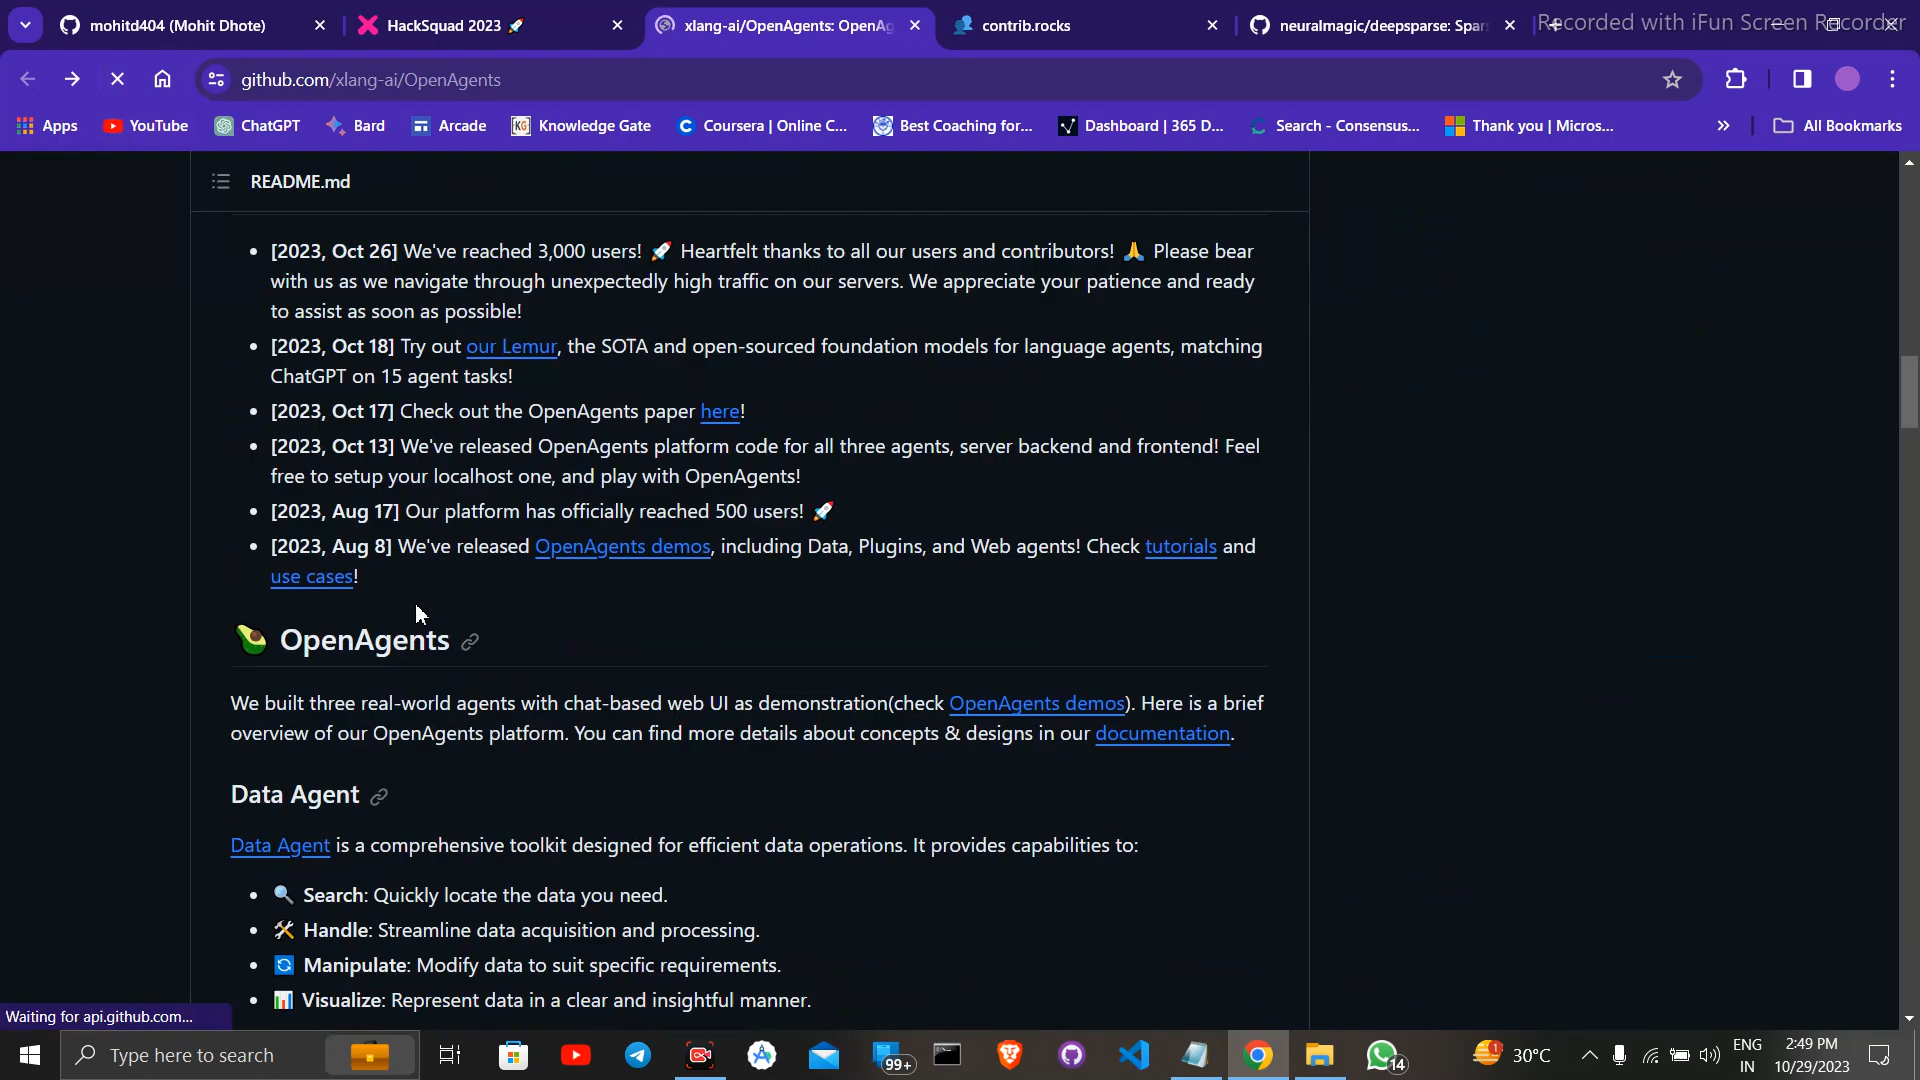 mohitd404 (Mohit Dhote)
HackSquad 2023 🚀
xlang-ai/OpenAgents: OpenAg
contrib.rocks
neuralmagic/deepsparse: Spars
Recorded with iFun Screen Recorder
github.com/xlang-ai/OpenAgents
Apps
YouTube
ChatGPT
Bard
Arcade
Knowledge Gate
Coursera | Online C...
Best Coaching for...
Dashboard | 365 D...
Search - Consensus...
Thank you | Micros...
All Bookmarks
README.md
• [2023, Oct 26] We've reached 3,000 users! 🚀 Heartfelt thanks to all our users and contributors! 🙏 Please bear
with us as we navigate through unexpectedly high traffic on our servers. We appreciate your patience and ready
to assist as soon as possible!
• [2023, Oct 18] Try out our Lemur, the SOTA and open-sourced foundation models for language agents, matching
ChatGPT on 15 agent tasks!
• [2023, Oct 17] Check out the OpenAgents paper here!
• [2023, Oct 13] We've released OpenAgents platform code for all three agents, server backend and frontend! Feel
free to setup your localhost one, and play with OpenAgents!
• [2023, Aug 17] Our platform has officially reached 500 users! 🚀
• [2023, Aug 8] We've released OpenAgents demos, including Data, Plugins, and Web agents! Check tutorials and
use cases!
🥑 OpenAgents
We built three real-world agents with chat-based web UI as demonstration(check OpenAgents demos). Here is a brief
overview of our OpenAgents platform. You can find more details about concepts & designs in our documentation.
Data Agent
Data Agent is a comprehensive toolkit designed for efficient data operations. It provides capabilities to:
• 🔍 Search: Quickly locate the data you need.
• 🛠️ Handle: Streamline data acquisition and processing.
• 🔄 Manipulate: Modify data to suit specific requirements.
• 📊 Visualize: Represent data in a clear and insightful manner.
Waiting for api.github.com...
Type here to search
99+
14
1
30°C
ENG
IN
2:49 PM
10/29/2023